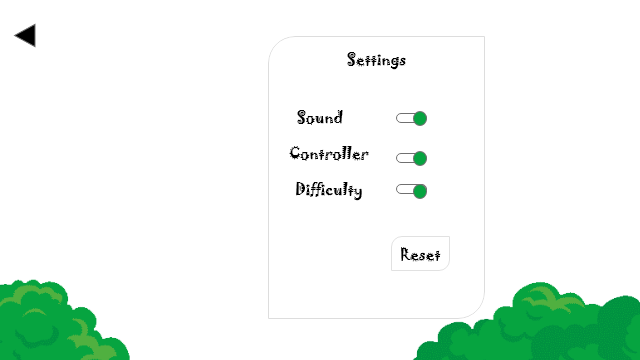 Settings
Sound
Controller
Difficulty
Reset